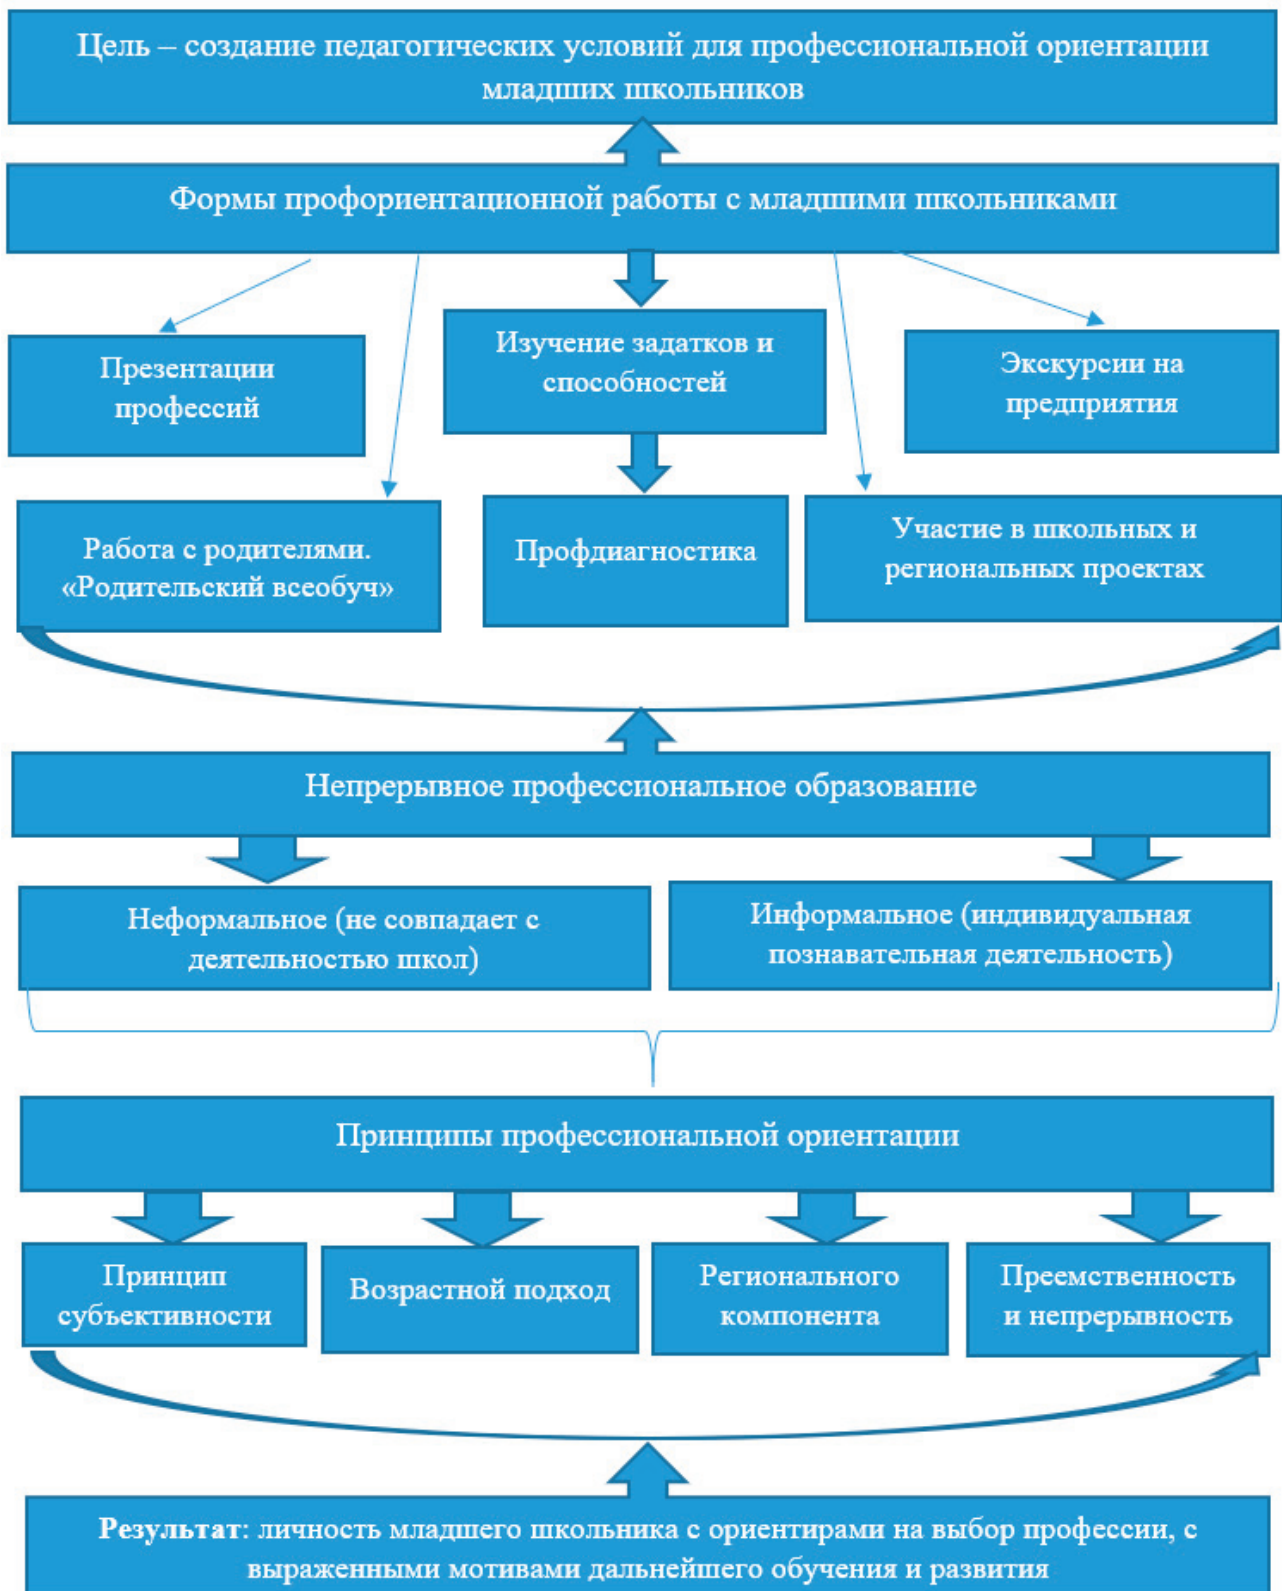 Цель – создание педагогических условий для профессиональной ориентации
младших школьников
Формы профориентационной работы с младшими школьниками
Презентации
профессий
Изучение задатков и
способностей
Экскурсии на
предприятия
Работа с родителями.
«Родительский всеобуч»
Профдиагностика
Участие в школьных и
региональных проектах
Непрерывное профессиональное образование
Неформальное (не совпадает с
деятельностью школ)
Информальное (индивидуальная
познавательная деятельность)
Принципы профессиональной ориентации
Принцип
субъективности
Возрастной подход
Регионального
компонента
Преемственность
и непрерывность
Результат: личность младшего школьника с ориентирами на выбор профессии, с
выраженными мотивами дальнейшего обучения и развития